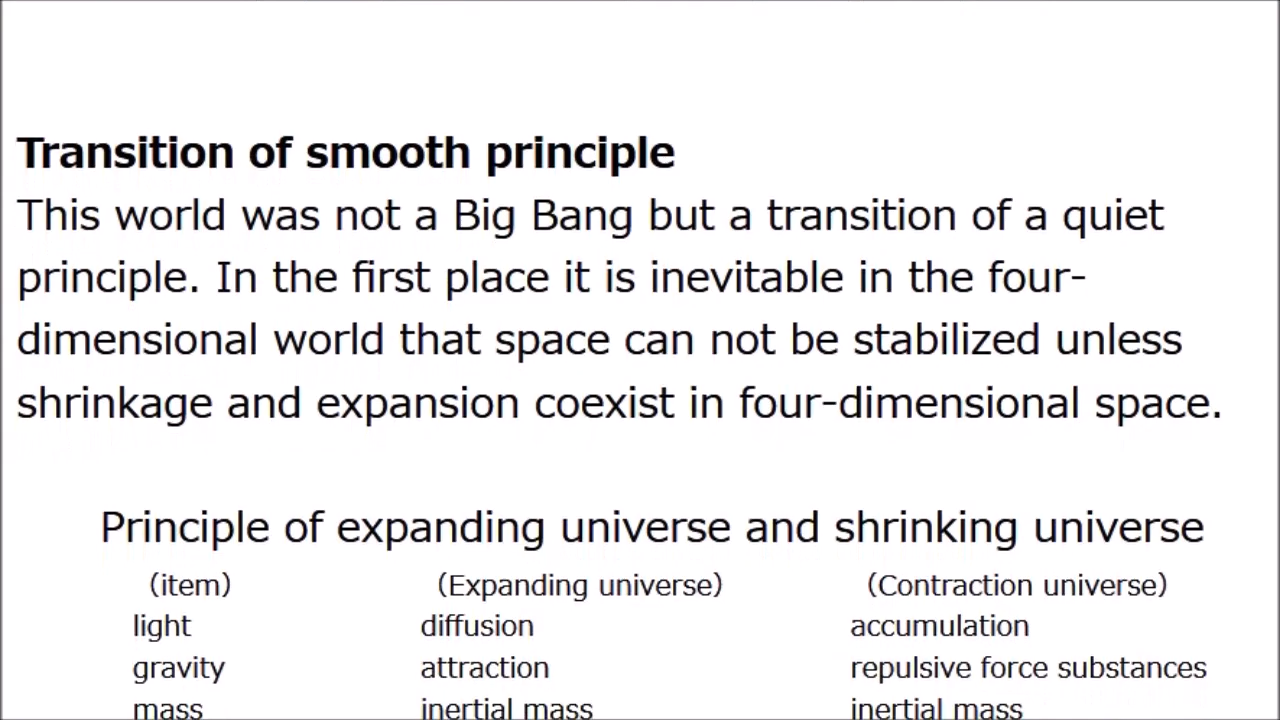 Transition of smooth principle
This world was not a Big Bang but a transition of a quiet
principle. In the first place it is inevitable in the four-
dimensional world that space can not be stabilized unless
shrinkage and expansion coexist in four-dimensional space.
Principle of expanding universe and shrinking universe
（item） （Expanding universe） （Contraction universe）
light diffusion accumulation
gravity attraction repulsive force substances
mass inertial mass inertial mass